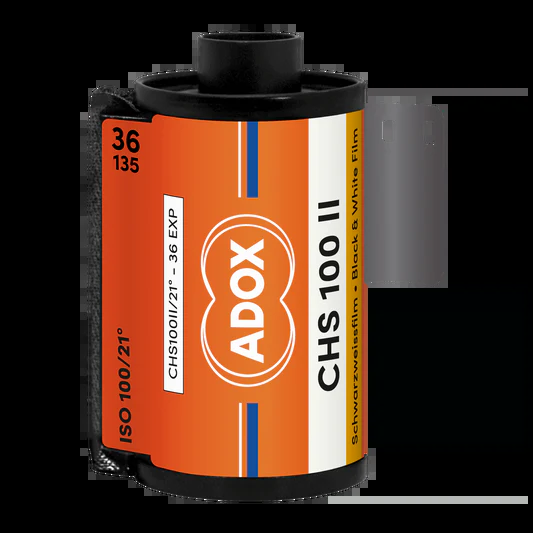 36
135
ISO 100/21°
CHS100II/21° – 36 EXP
ADOX
CHS 100 II
Schwarzweissfilm • Black & White Film